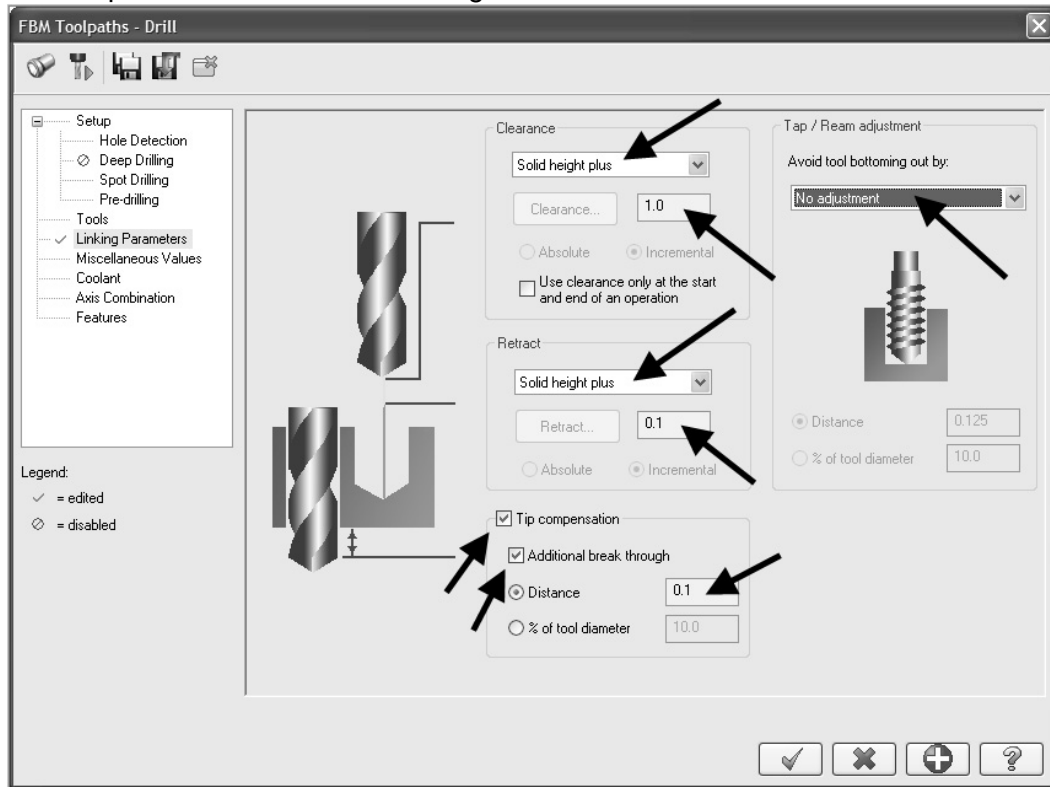 FBM Toolpaths - Drill
Setup
Hole Detection
Deep Drilling
Spot Drilling
Pre-drilling
Tools
Linking Parameters
Miscellaneous Values
Coolant
Axis Combination
Features
Legend:
= edited
= disabled
Clearance
Solid height plus
Clearance...
1.0
Absolute
Incremental
Use clearance only at the start
and end of an operation
Retract
Solid height plus
Retract...
0.1
Absolute
Incremental
Tip compensation
Additional break through
Distance
0.1
% of tool diameter
10.0
Tap / Ream adjustment
Avoid tool bottoming out by:
No adjustment
Distance
0.125
% of tool diameter
10.0